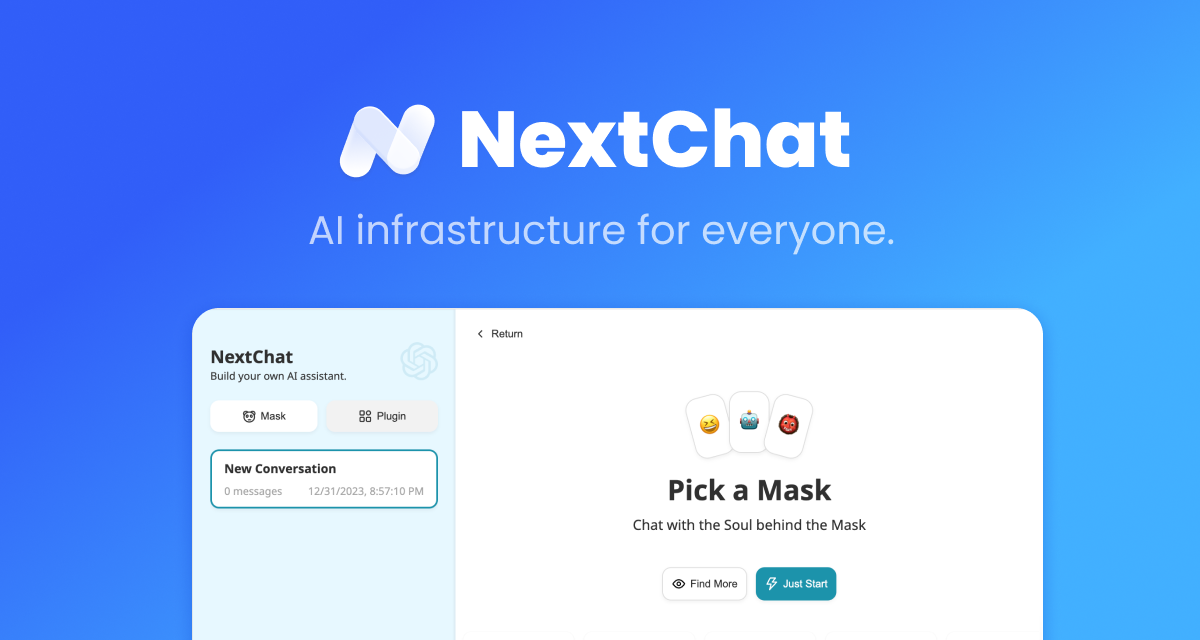 NextChat
AI infrastructure for everyone.
NextChat
Build your own AI assistant.
Mask
Plugin
New Conversation
0 messages
12/31/2023, 8:57:10 PM
Return
Pick a Mask
Chat with the Soul behind the Mask
Find More
Just Start